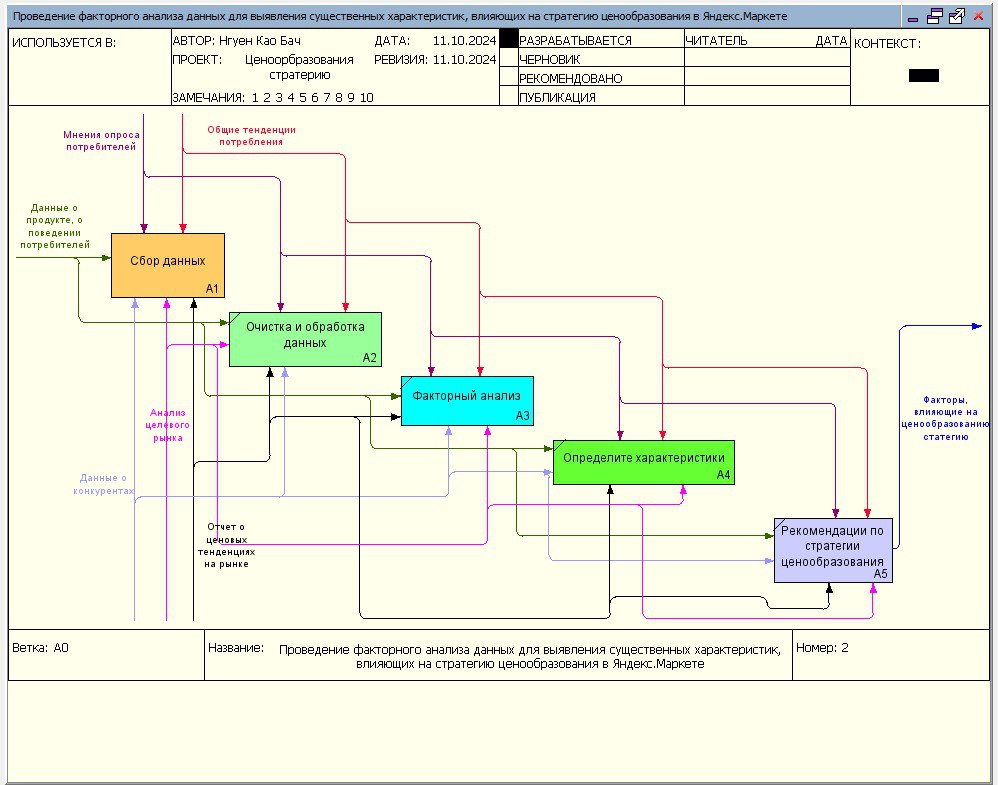 Проведение факторного анализа данных для выявления существенных характеристик, влияющих на стратегию ценообразования в Яндекс.Маркете
ИСПОЛЬЗУЕТСЯ В:
АВТОР: Нгуен Као Бач
ДАТА: 11.10.2024
ПРОЕКТ: Ценоорбразования
стратерию
РЕВИЗИЯ: 11.10.2024
ЗАМЕЧАНИЯ: 1 2 3 4 5 6 7 8 9 10
РАЗРАБАТЫВАЕТСЯ
ЧЕРНОВИК
РЕКОМЕНДОВАНО
ПУБЛИКАЦИЯ
ЧИТАТЕЛЬ
ДАТА
КОНТЕКСТ:
Мнения опроса
потребителей
Общие тенденции
потребления
Данные о
продукте, о
поведении
потребителей
Сбор данных
A1
Очистка и обработка
данных
A2
Факторный анализ
A3
Определите характеристики
A4
Рекомендации по
стратегии
ценообразования
A5
Факторы,
влияющие на
ценообразованию
статегию
Анализ
целевого
рынка
Данные о
конкурентах
Отчет о
ценовых
тенденциях
на рынке
Ветка: A0
Название: Проведение факторного анализа данных для выявления существенных характеристик,
влияющих на стратегию ценообразования в Яндекс.Маркете
Номер: 2